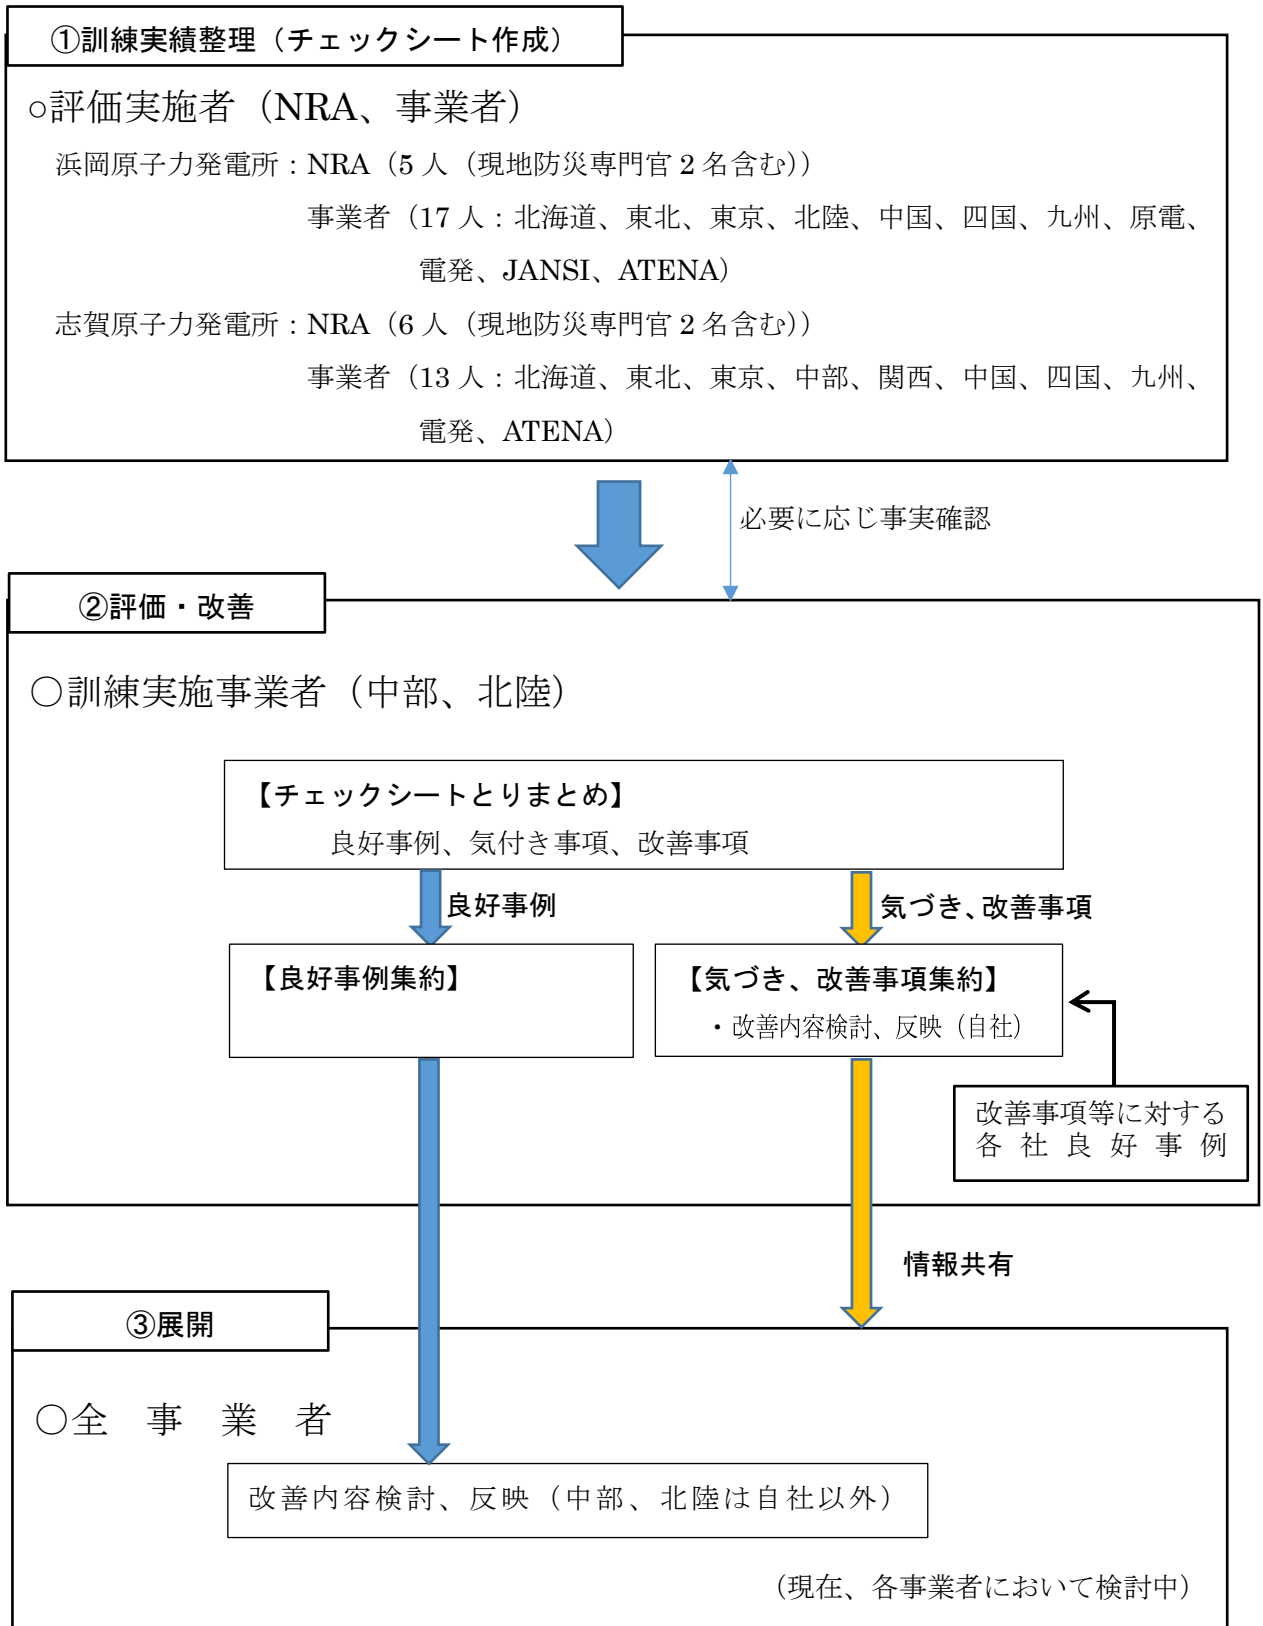 ①訓練実績整理（チェックシート作成）
○評価実施者（NRA、事業者）
浜岡原子力発電所：NRA（5 人（現地防災専門官 2 名含む））
事業者（17 人：北海道、東北、東京、北陸、中国、四国、九州、原電、
電発、JANSI、ATENA）
志賀原子力発電所：NRA（6 人（現地防災専門官 2 名含む））
事業者（13 人：北海道、東北、東京、中部、関西、中国、四国、九州、
電発、ATENA）
必要に応じ事実確認
②評価・改善
〇訓練実施事業者（中部、北陸）
【チェックシートとりまとめ】
良好事例、気付き事項、改善事項
良好事例
気づき、改善事項
【良好事例集約】
【気づき、改善事項集約】
・改善内容検討、反映（自社）
改善事項等に対する
各社良好事例
情報共有
③展開
〇全　事　業　者
改善内容検討、反映（中部、北陸は自社以外）
（現在、各事業者において検討中）